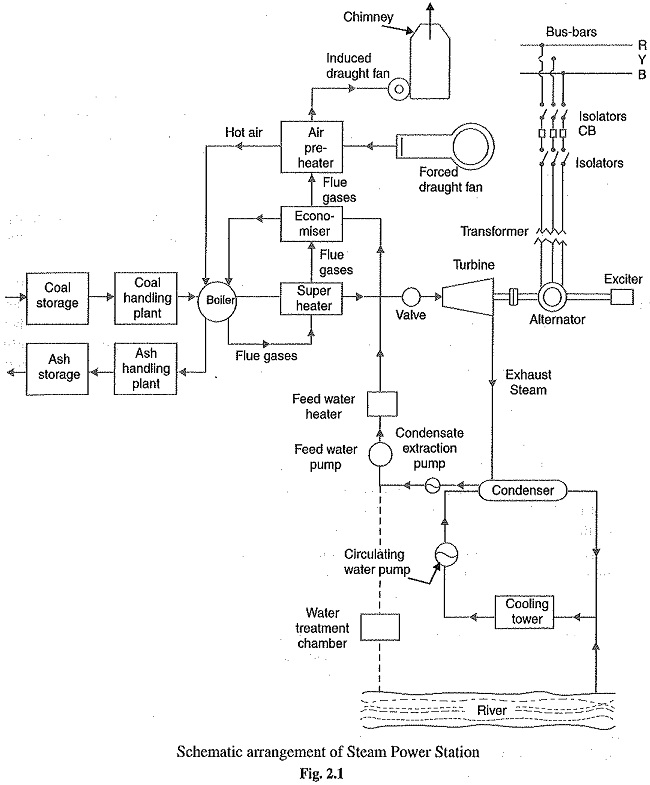 Chimney
Bus-bars
R
Y
B
Induced
draught fan
Isolators
CB
Isolators
Hot air
Air
pre-
heater
Forced
draught fan
Flue
gases
Econo-
miser
Transformer
Flue
gases
Turbine
Coal
storage
Coal
handling
plant
Boiler
Super
heater
Valve
Alternator
Exciter
Flue gases
Ash
storage
Ash
handling
plant
Exhaust
Steam
Feed water
heater
Feed water
pump
Condensate
extraction
pump
Condenser
Circulating
water pump
Cooling
tower
Water
treatment
chamber
River
Schematic arrangement of Steam Power Station
Fig. 2.1